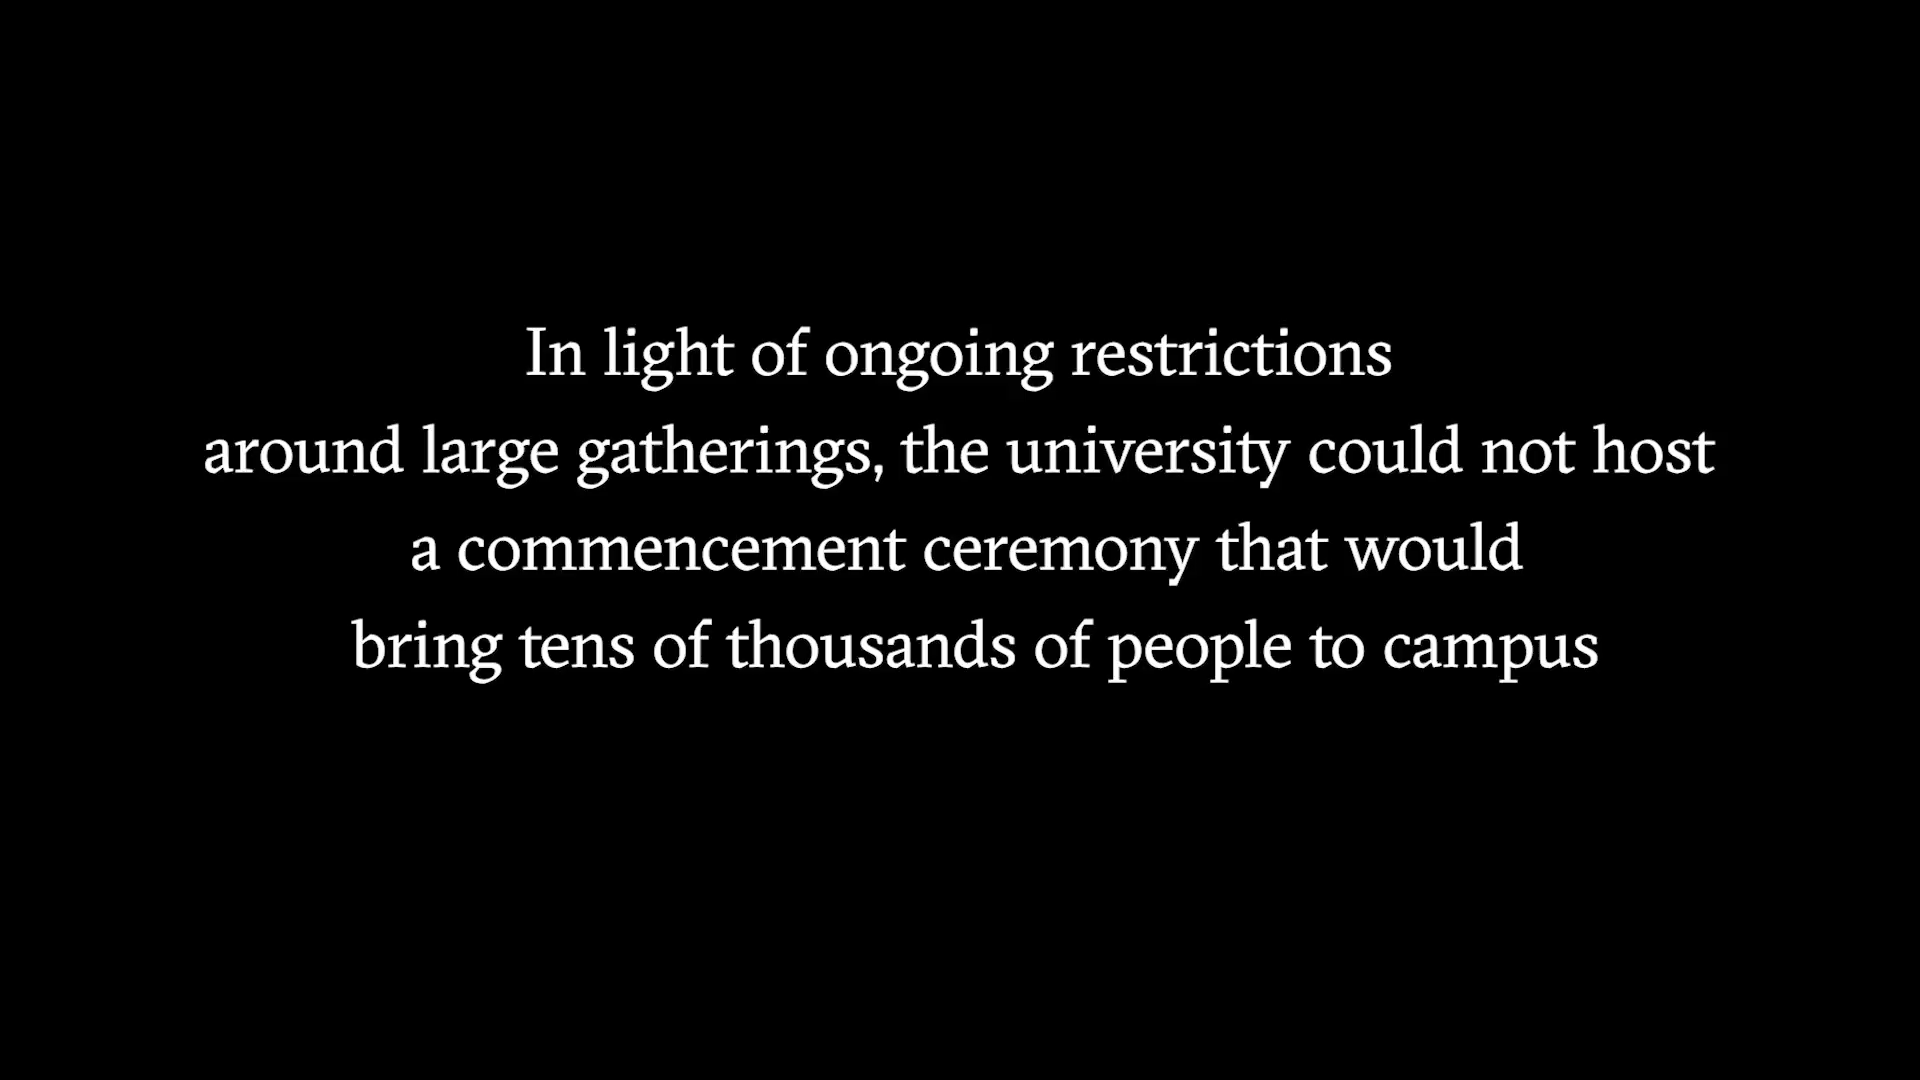 In light of ongoing restrictions
around large gatherings, the university could not host
a commencement ceremony that would
bring tens of thousands of people to campus